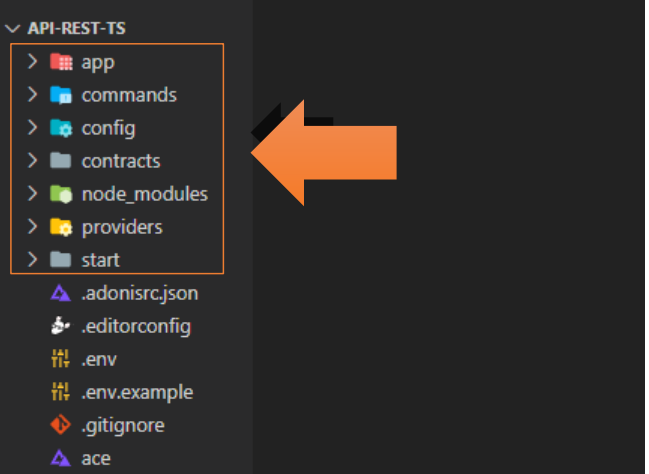 API-REST-TS
app
commands
config
contracts
node_modules
providers
start
.adonisrc.json
.editorconfig
.env
.env.example
.gitignore
ace